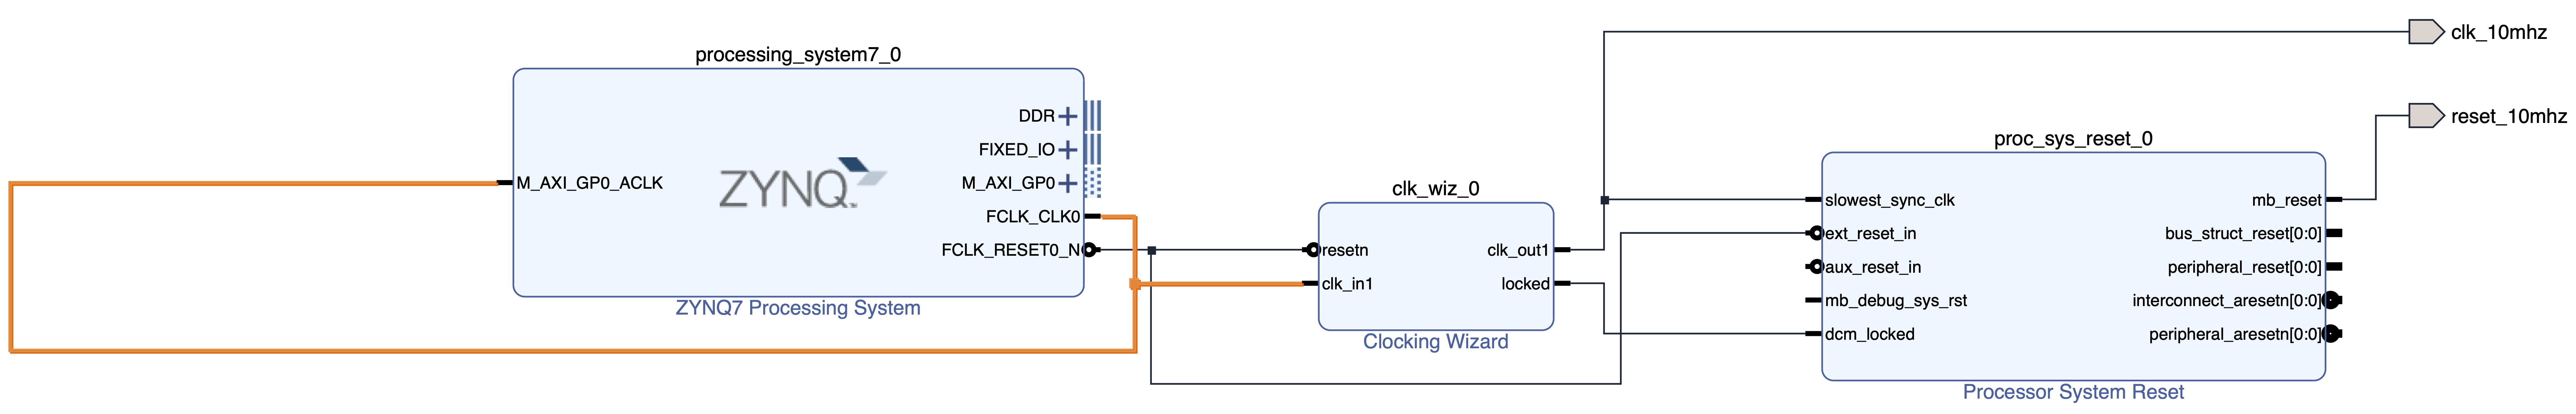 clk_10mhz
processing_system7_0
reset_10mhz
DDR
FIXED_IO
M_AXI_GP0_ACLK
ZYNQ
M_AXI_GP0
FCLK_CLK0
FCLK_RESET0_N
ZYNQ7 Processing System
clk_wiz_0
resetn
clk_out1
clk_in1
locked
Clocking Wizard
proc_sys_reset_0
slowest_sync_clk
mb_reset
ext_reset_in
bus_struct_reset[0:0]
aux_reset_in
peripheral_reset[0:0]
mb_debug_sys_rst
interconnect_aresetn[0:0]
dcm_locked
peripheral_aresetn[0:0]
Processor System Reset